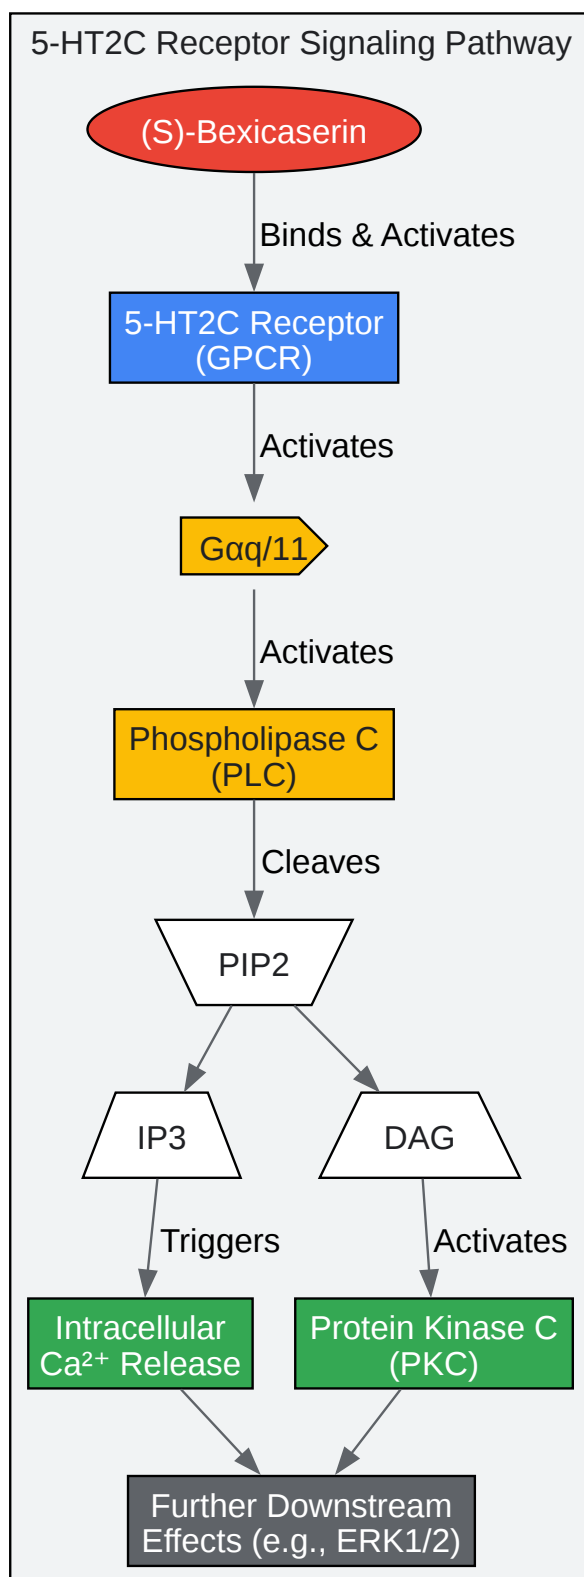 5-HT2C Receptor Signaling Pathway
(S)-Bexicaserin
Binds & Activates
5-HT2C Receptor
(GPCR)
Activates
Gαq/11
Activates
Phospholipase C
(PLC)
Cleaves
PIP2
IP3
DAG
Triggers
Activates
Intracellular
Ca²⁺ Release
Protein Kinase C
(PKC)
Further Downstream
Effects (e.g., ERK1/2)